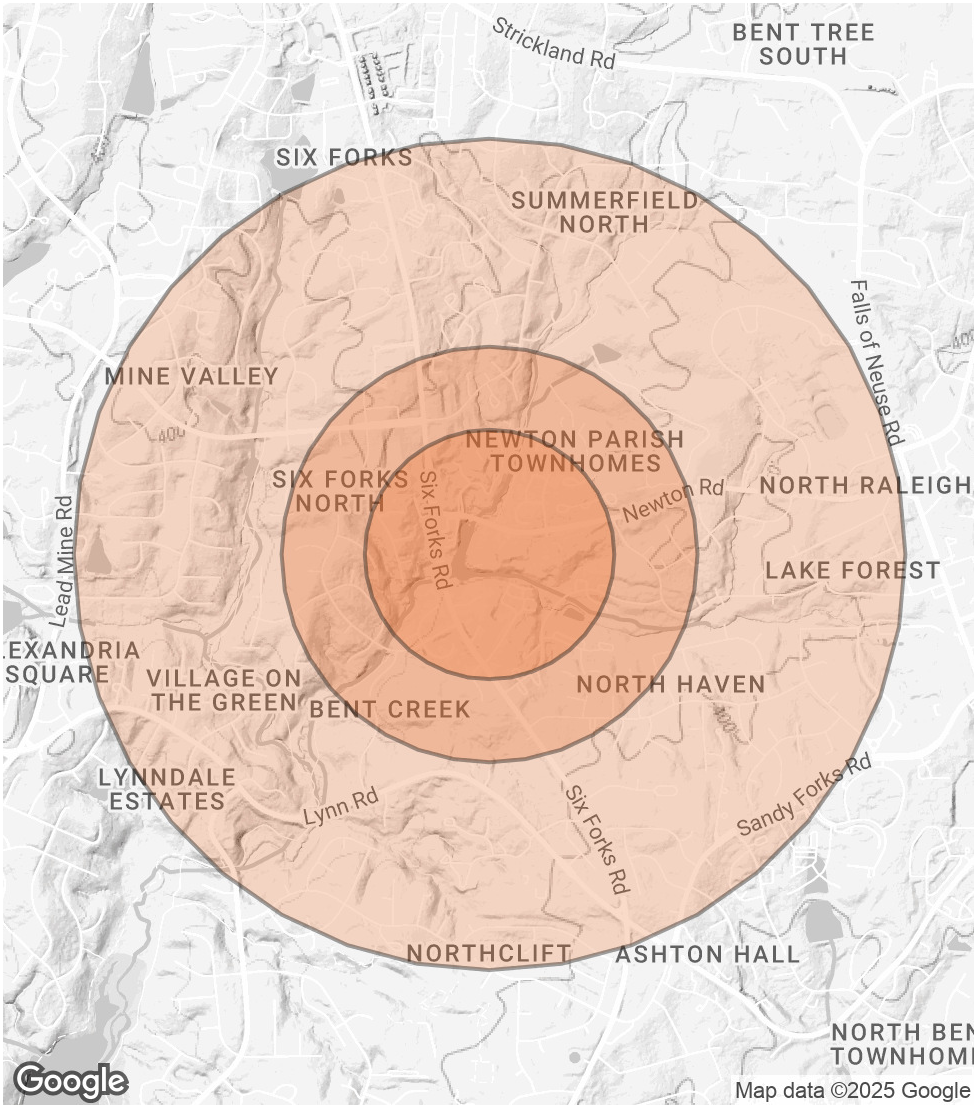 Strickland Rd
BENT TREE
SOUTH
SIX FORKS
SUMMERFIELD
NORTH
Falls of Neuse Rd
MINE VALLEY
400
NEWTON PARISH
TOWNHOMES
SIX FORKS
NORTH
Six Forks Rd
Newton Rd
NORTH RALEIGH
Lead Mine Rd
LAKE FOREST
EXANDRIA
SQUARE
VILLAGE ON
THE GREEN
NORTH HAVEN
BENT CREEK
400
LYNNDALE
ESTATES
Lynn Rd
Six Forks Rd
Sandy Forks Rd
NORTHCLIFT
ASHTON HALL
NORTH BEN
TOWNHOM
Google
Map data ©2025 Google